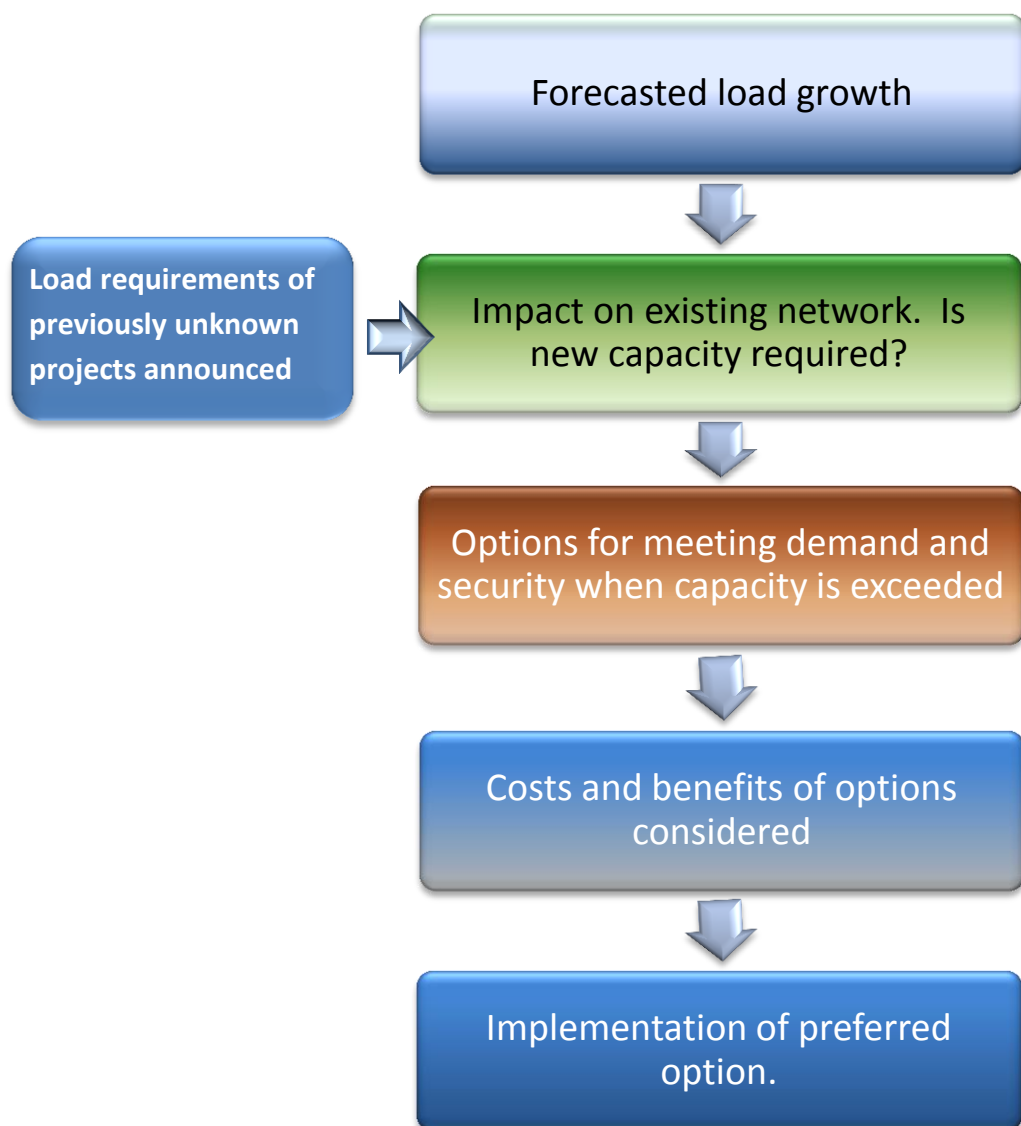 Forecasted load growth
Load requirements of
previously unknown
projects announced
Impact on existing network.  Is
new capacity required?
Options for meeting demand and
security when capacity is exceeded
Costs and benefits of options
considered
Implementation of preferred
option.